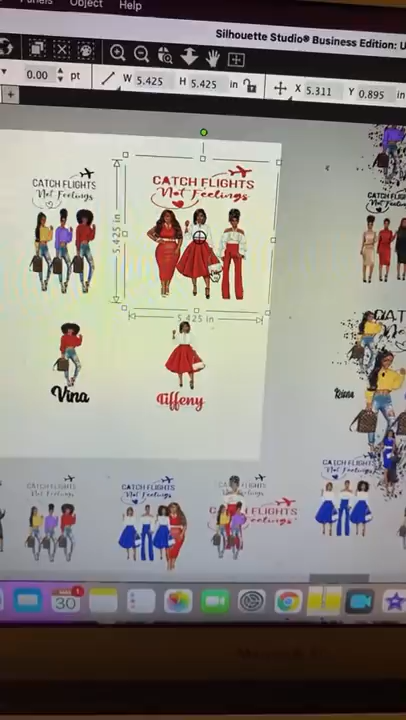 Panels Object Help
Silhouette Studio® Business Edition: U
0.00 pt W 5.425 H 5.425 in X 5.311 Y 0.895 in
CATCH FLIGHTS
Not Feelings
CATCH FLIGHTS
Not Feelings
5.425 in
5.425 in
Vina
Tiffeny
CATCH FLIGHTS
Not Feelings
CATCH FLIGHTS
Not Feelings
CATCH FLIGHTS
Not Feelings
CATCH FLIGHTS
Not Feelings
30